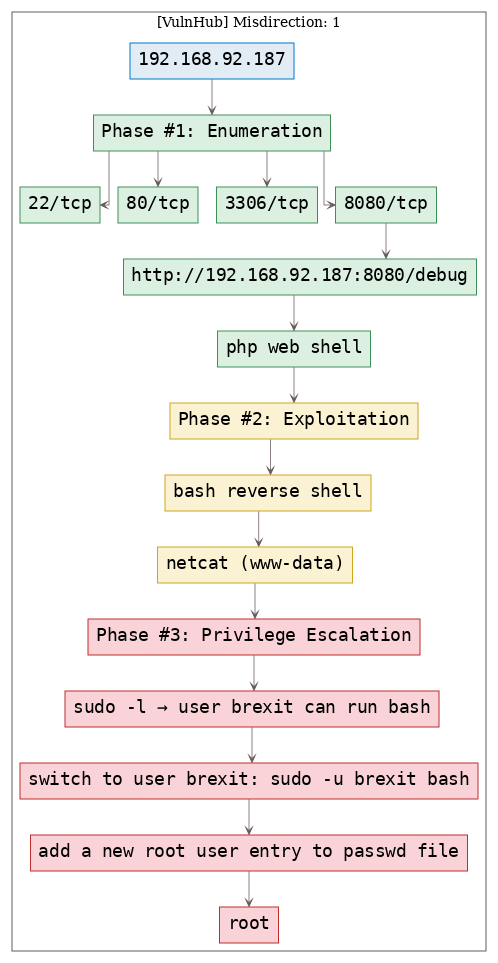 [VulnHub] Misdirection: 1
192.168.92.187
Phase #1: Enumeration
22/tcp
80/tcp
3306/tcp
8080/tcp
http://192.168.92.187:8080/debug
php web shell
Phase #2: Exploitation
bash reverse shell
netcat (www-data)
Phase #3: Privilege Escalation
sudo -l → user brexit can run bash
switch to user brexit: sudo -u brexit bash
add a new root user entry to passwd file
root